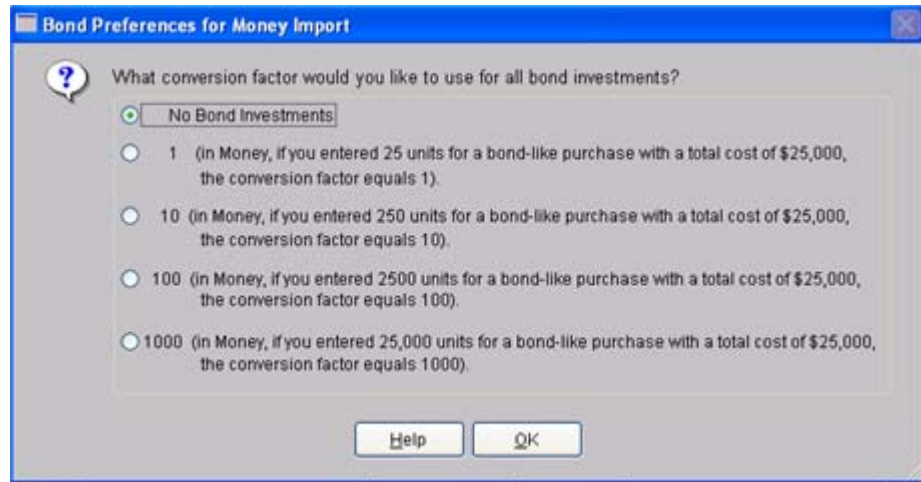 Bond Preferences for Money Import
What conversion factor would you like to use for all bond investments?
No Bond Investments
1 (in Money, if you entered 25 units for a bond-like purchase with a total cost of $25,000,
the conversion factor equals 1).
10 (in Money, if you entered 250 units for a bond-like purchase with a total cost of $25,000,
the conversion factor equals 10).
100 (in Money, if you entered 2500 units for a bond-like purchase with a total cost of $25,000,
the conversion factor equals 100).
1000 (in Money, if you entered 25,000 units for a bond-like purchase with a total cost of $25,000,
the conversion factor equals 1000).
Help OK